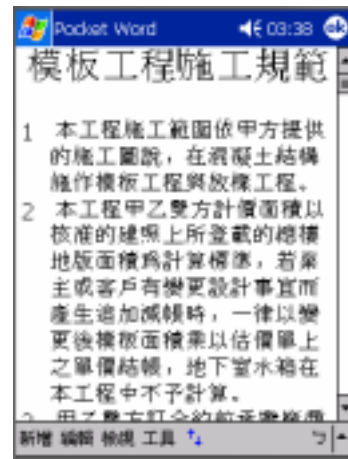 Pocket Word 03:38 ok
模板工程施工規範
1 本工程施工範圍依甲方提供
的施工圖說，在混凝土結構
施作模板工程與放樣工程。
2 本工程甲乙雙方計價面積以
核准的建照上所登載的總樓
地版面積為計算標準，若業
主或客戶有變更設計事宜而
產生追加減帳時，一律以變
更後模板面積乘以估價單上
之單價結帳，地下室水箱在
本工程中不予計算。
新增 編輯 檢視 工具